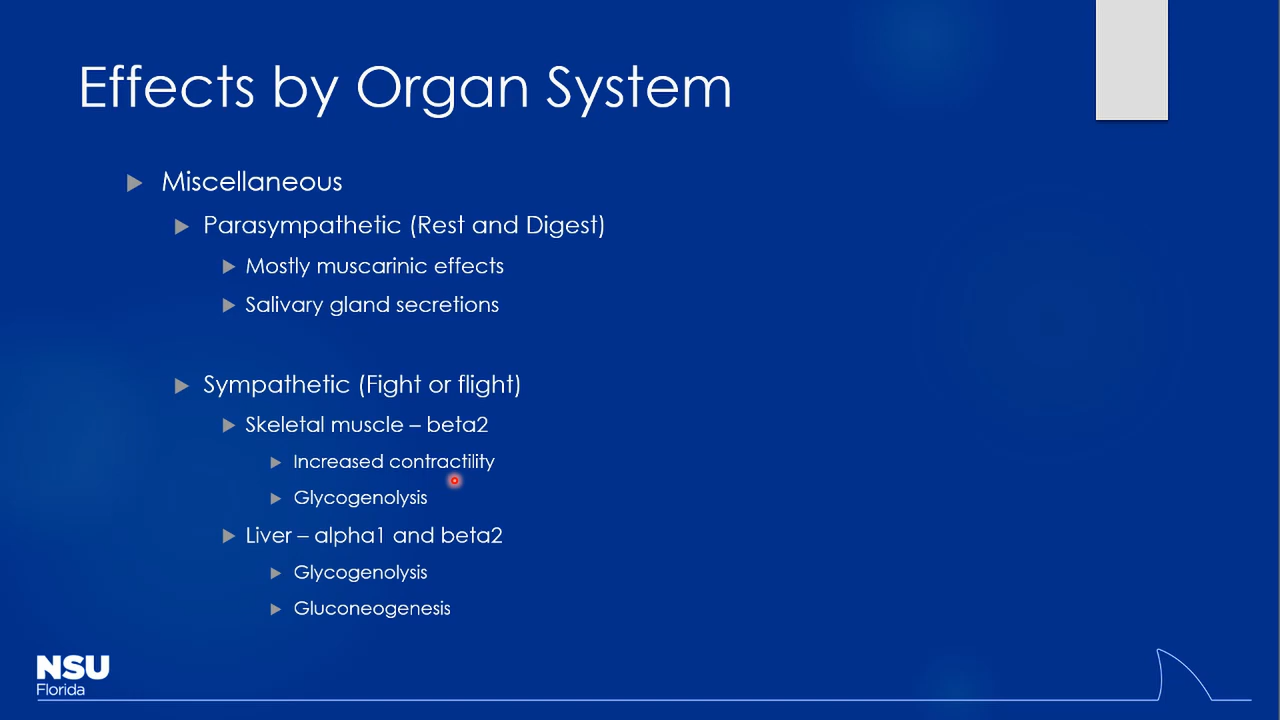 Effects by Organ System
Miscellaneous
Parasympathetic (Rest and Digest)
Mostly muscarinic effects
Salivary gland secretions
Sympathetic (Fight or flight)
Skeletal muscle – beta2
Increased contractility
Glycogenolysis
Liver – alpha1 and beta2
Glycogenolysis
Gluconeogenesis
NSU
Florida